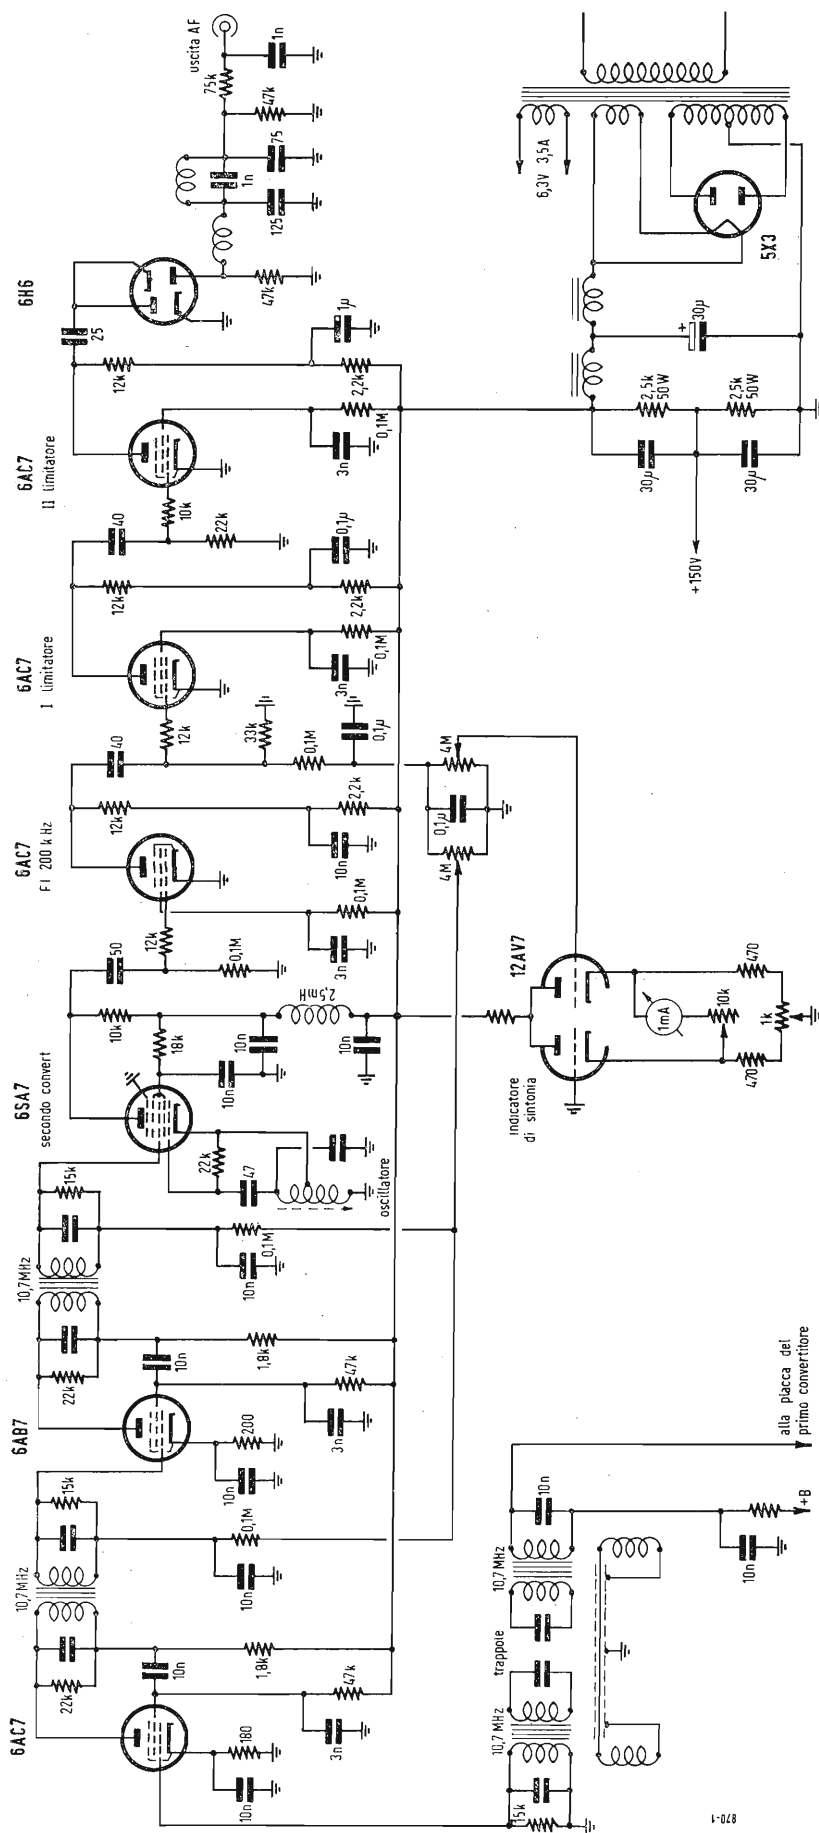 6AC7
6AB7
6SA7
secondo convert
6AC7
FI 200 kHz
6AC7
I limitatore
6AC7
II limitatore
6H6
22k
10,7MHz
15k
22k
10,7MHz
15k
10k
50
12k
40
12k
40
12k
25
10n
10n
18k
12k
12k
10k
1n
75k
uscita AF
180
10n
3n
47k
1,8k
10n
0,1M
200
10n
3n
47k
1,8k
10n
0,1M
22k
47
oscillatore
10n
10n
2,5mH
10n
0,1M
3n
0,1M
10n
2,2k
33k
0,1M
0,1µ
3n
0,1M
2,2k
0,1µ
22k
3n
0,1M
2,2k
1µ
47k
125
75
47k
1n
4M
0,1µ
4M
15k
10,7 MHz
trappole
10,7MHz
10n
10n
+B
alla placca del
primo convertitore
indicatore
di sintonia
12AV7
470
1mA
10k
1k
470
+150V
30µ
30µ
2,5k
50W
2,5k
50W
30µ
+
5X3
6,3V 3,5A
870-1